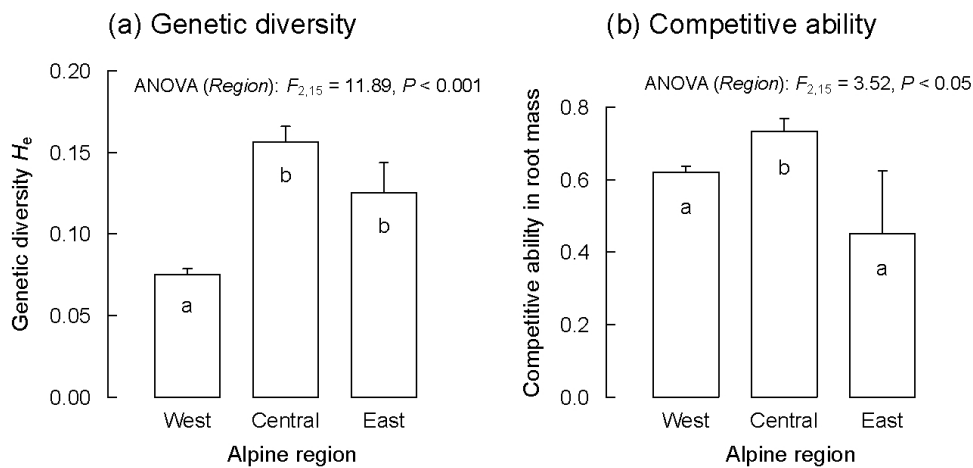 (a) Genetic diversity
ANOVA (Region): F2,15 = 11.89, P < 0.001
Genetic diversity He
0.20
0.15
0.10
0.05
0.00
a
b
b
West Central East
Alpine region
(b) Competitive ability
ANOVA (Region): F2,15 = 3.52, P < 0.05
Competitive ability in root mass
0.8
0.6
0.4
0.2
0.0
a
b
a
West Central East
Alpine region